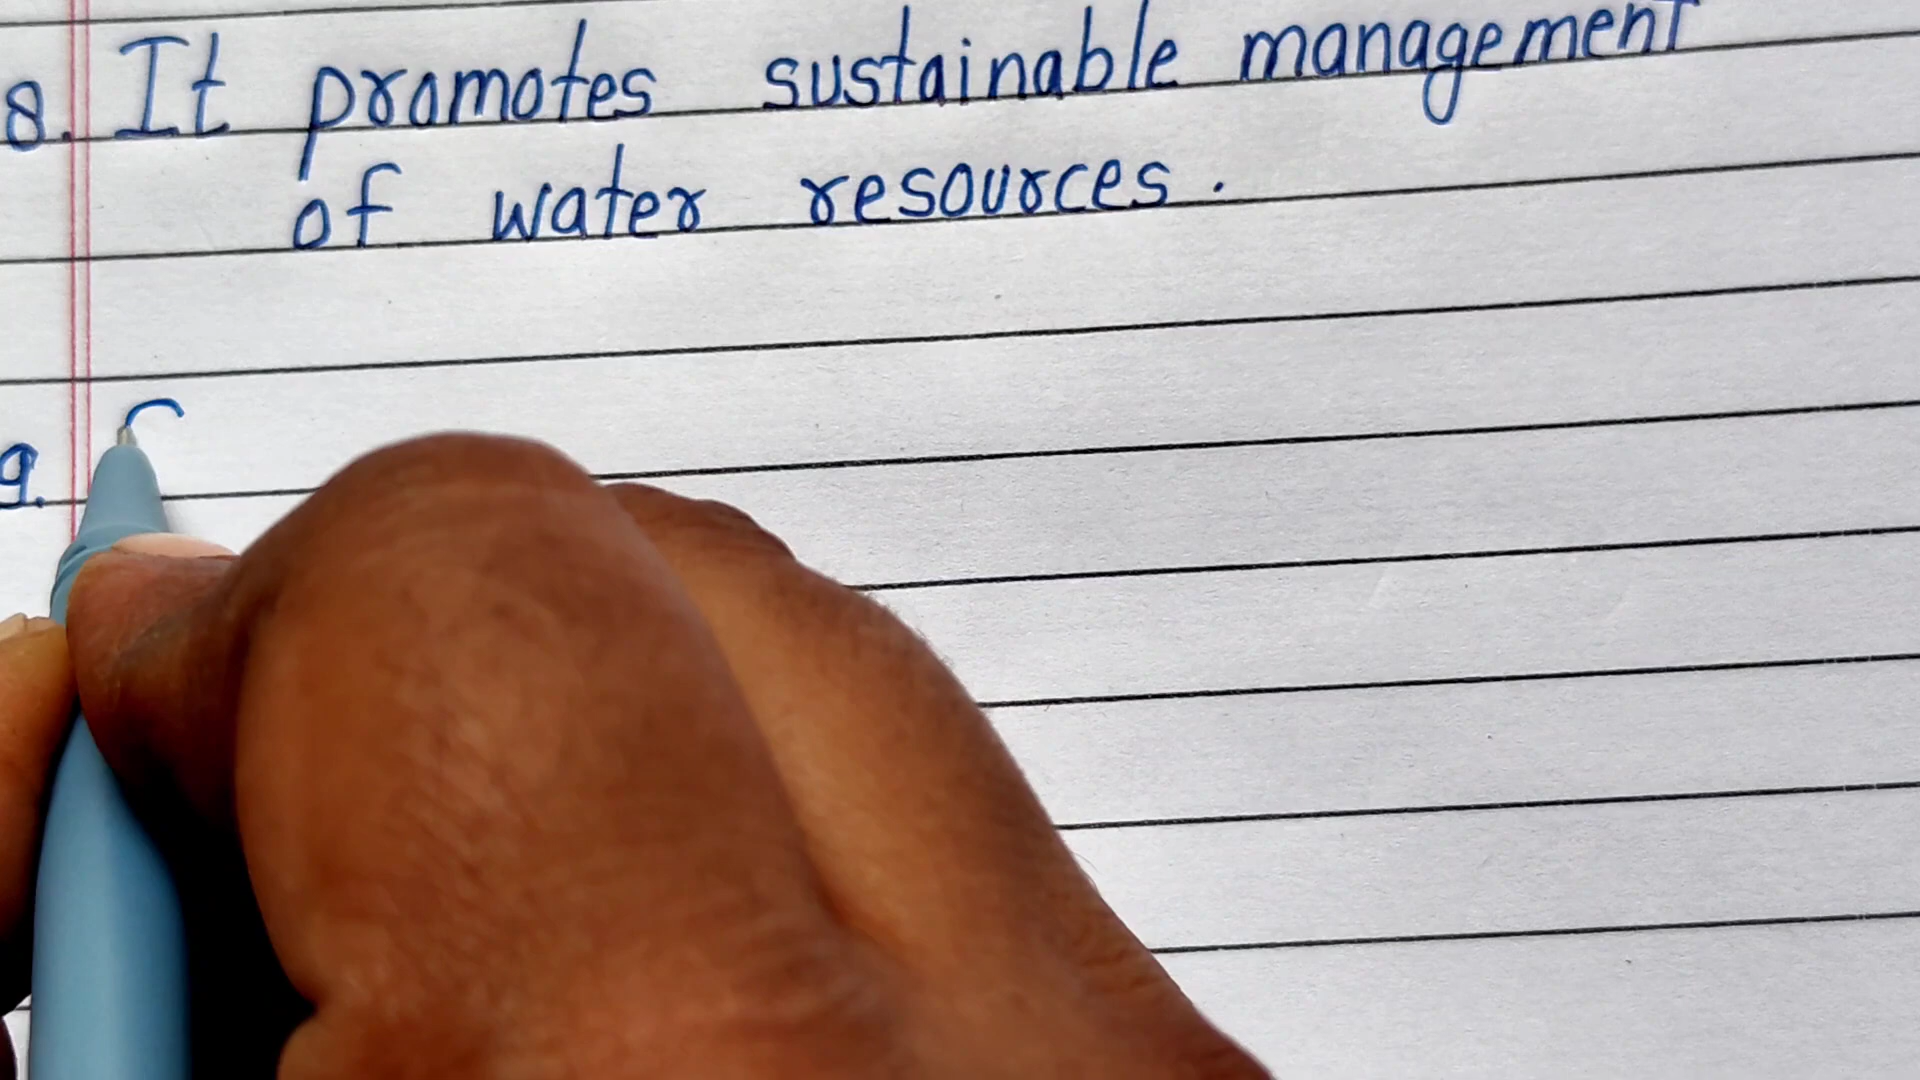 8. It promotes sustainable management
of water resources.
9.